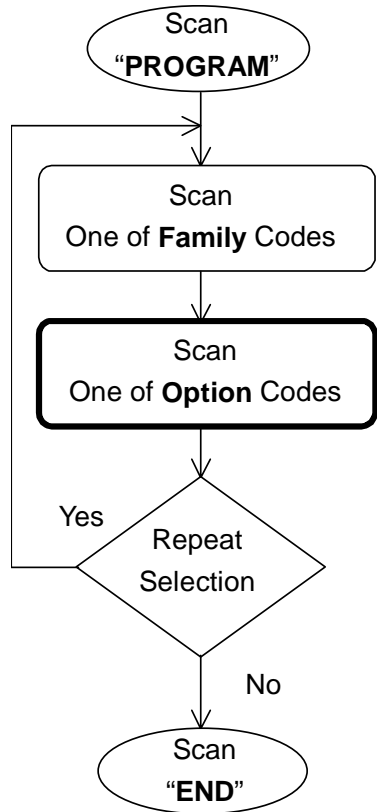 Scan
“PROGRAM”
Scan
One of Family Codes
Scan
One of Option Codes
Yes
Repeat
Selection
No
Scan
“END”